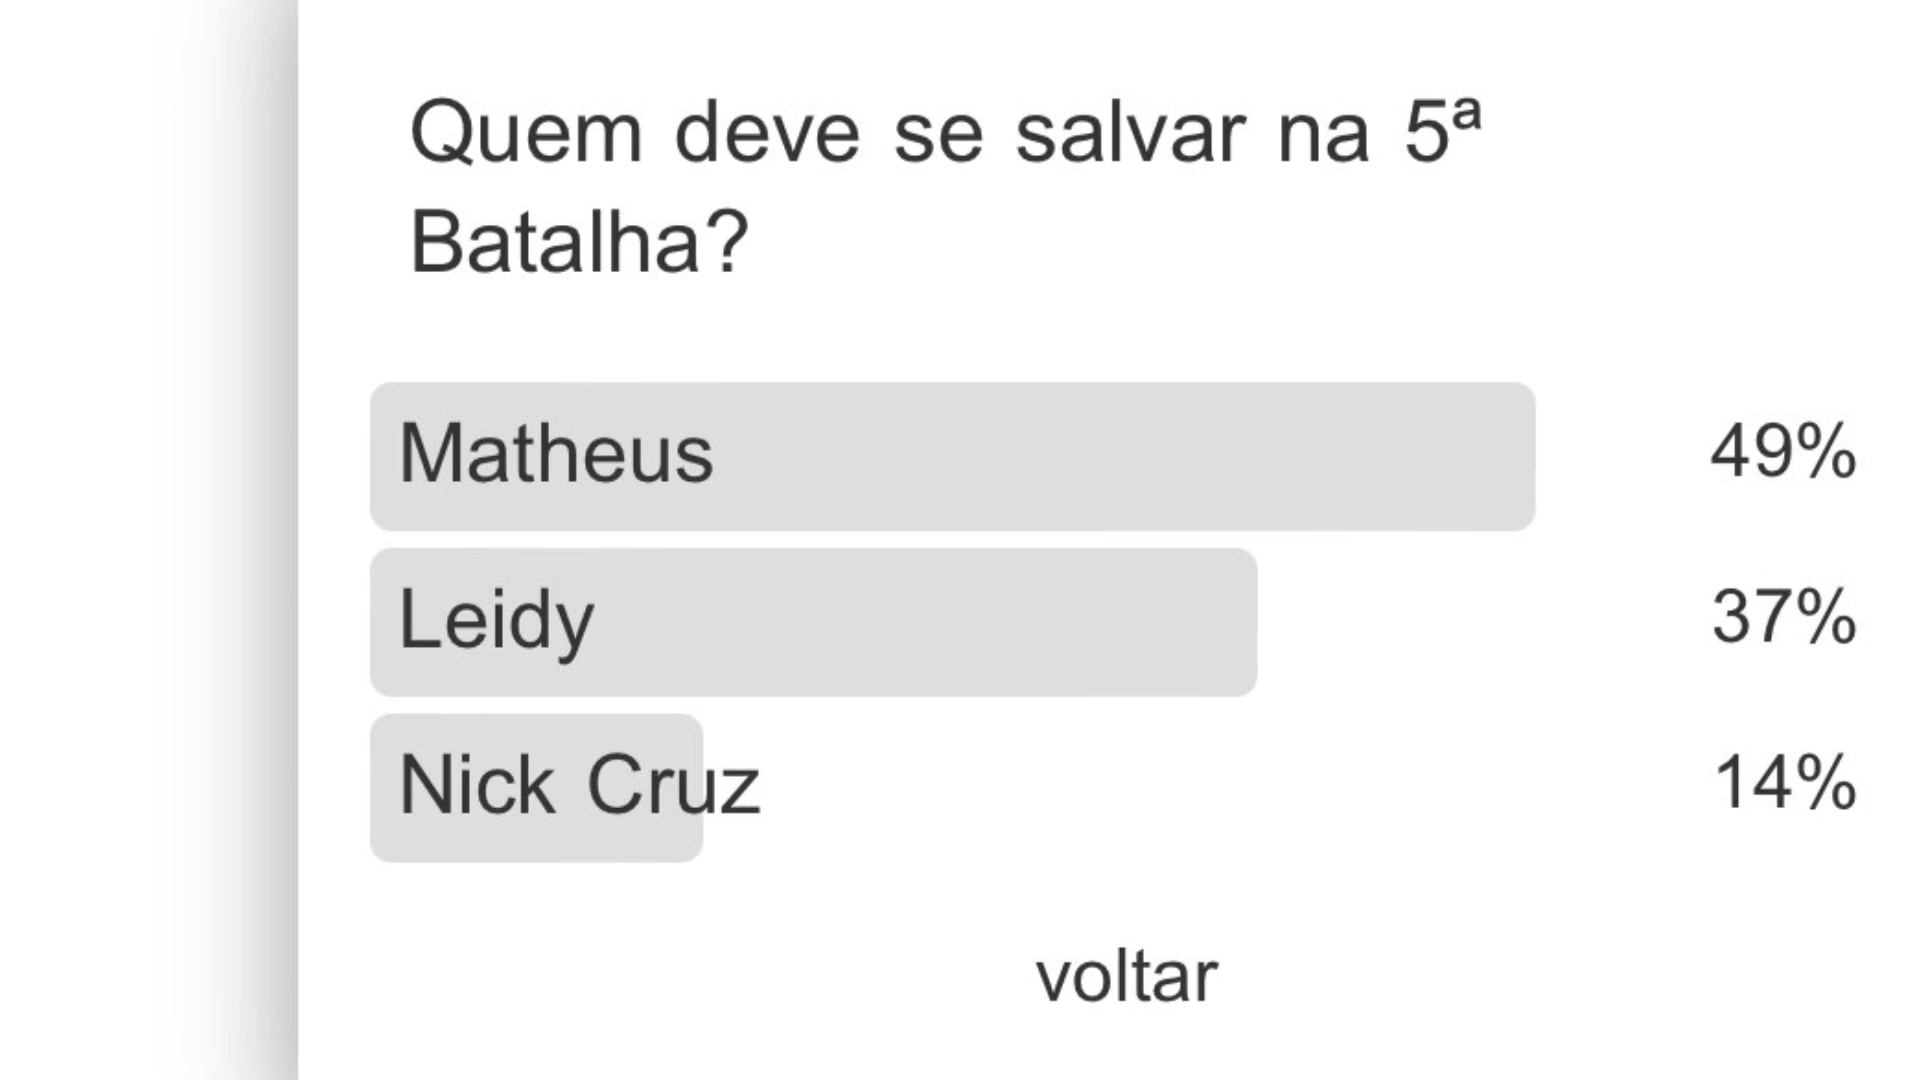 Quem deve se salvar na 5ª
Batalha?
Matheus 49%
Leidy 37%
Nick Cruz 14%
voltar